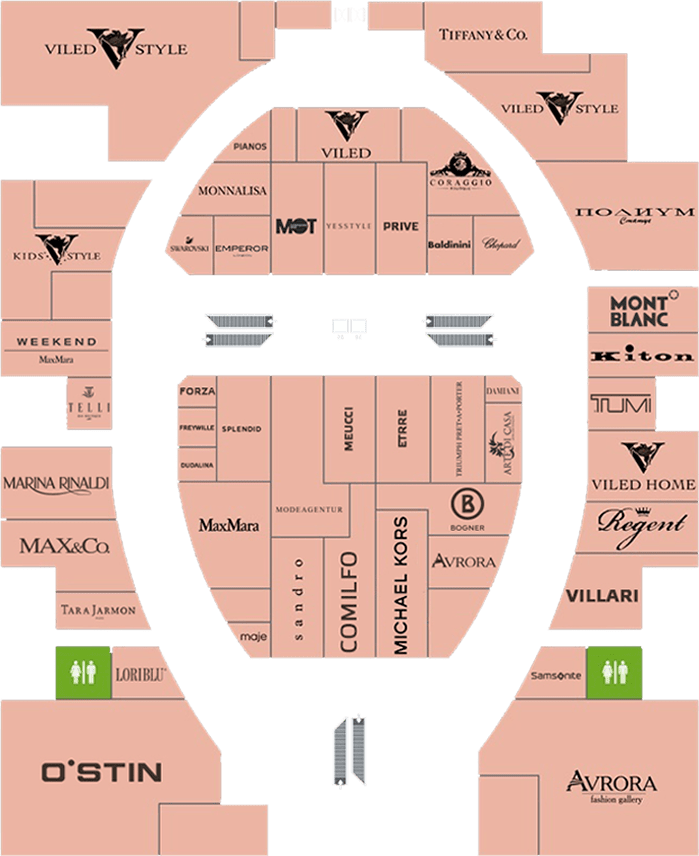 VILED STYLE
TIFFANY & CO.
VILED STYLE
PIANOS
VILED
CORAGGIO
MONNALISA
ПОЛИУМ
MOT
YESSTYLE
PRIVE
SWAROVSKI
EMPEROR
Baldinini
Chopard
KIDS' STYLE
MONT
BLANC
WEEKEND
MaxMara
Kiton
TELLI
TUMI
FORZA
FREYWILLE
DUDALINA
SPLENDID
MEUCCI
ETRRE
TRIUMPH PRET-A-PORTER
DAMIANI
ARTE DI CASA
MARINA RINALDI
VILED HOME
MODEAGENTUR
B
BOGNER
MaxMara
Regent
MAX&CO.
sandro
COMILFO
MICHAEL KORS
AVRORA
TARA JARMON
VILLARI
maje
LORIBLU
Samsonite
O'STIN
AVRORA
fashion gallery